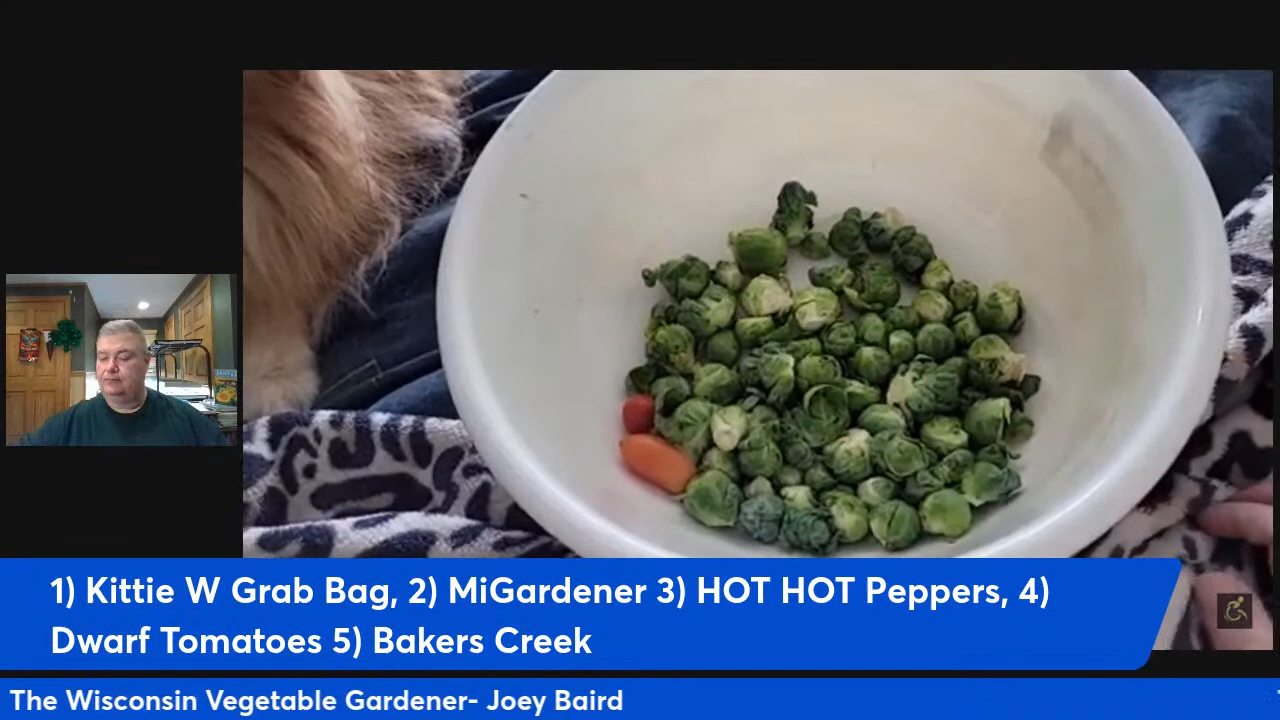 1) Kittie W Grab Bag, 2) MiGardener 3) HOT HOT Peppers, 4)
Dwarf Tomatoes 5) Bakers Creek
The Wisconsin Vegetable Gardener- Joey Baird